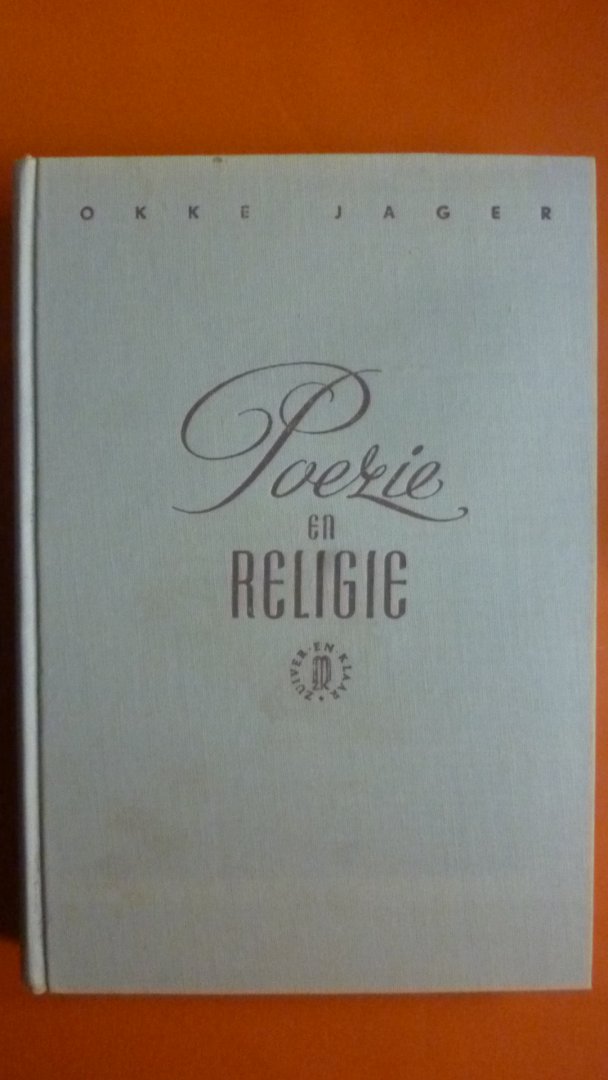 OKKE JAGER
Poezie
en
RELIGIE
ZUIVER·EN·KLAAR